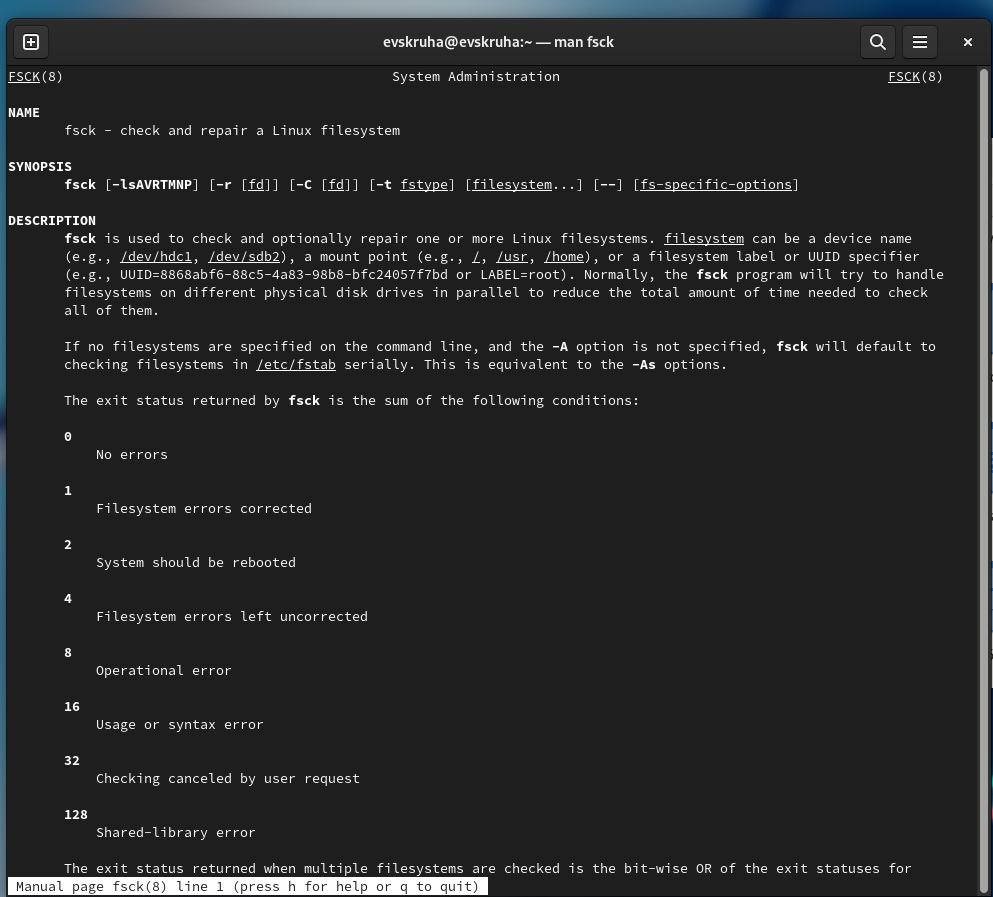 evskruha@evskruha:~ — man fsck
FSCK(8) System Administration FSCK(8)
NAME
fsck - check and repair a Linux filesystem
SYNOPSIS
fsck [-lsAVRTMNP] [-r [fd]] [-C [fd]] [-t fstype] [filesystem...] [--] [fs-specific-options]
DESCRIPTION
fsck is used to check and optionally repair one or more Linux filesystems. filesystem can be a device name
(e.g., /dev/hdc1, /dev/sdb2), a mount point (e.g., /, /usr, /home), or a filesystem label or UUID specifier
(e.g., UUID=8868abf6-88c5-4a83-98b8-bfc24057f7bd or LABEL=root). Normally, the fsck program will try to handle
filesystems on different physical disk drives in parallel to reduce the total amount of time needed to check
all of them.
If no filesystems are specified on the command line, and the -A option is not specified, fsck will default to
checking filesystems in /etc/fstab serially. This is equivalent to the -As options.
The exit status returned by fsck is the sum of the following conditions:
0
No errors
1
Filesystem errors corrected
2
System should be rebooted
4
Filesystem errors left uncorrected
8
Operational error
16
Usage or syntax error
32
Checking canceled by user request
128
Shared-library error
The exit status returned when multiple filesystems are checked is the bit-wise OR of the exit statuses for
Manual page fsck(8) line 1 (press h for help or q to quit)